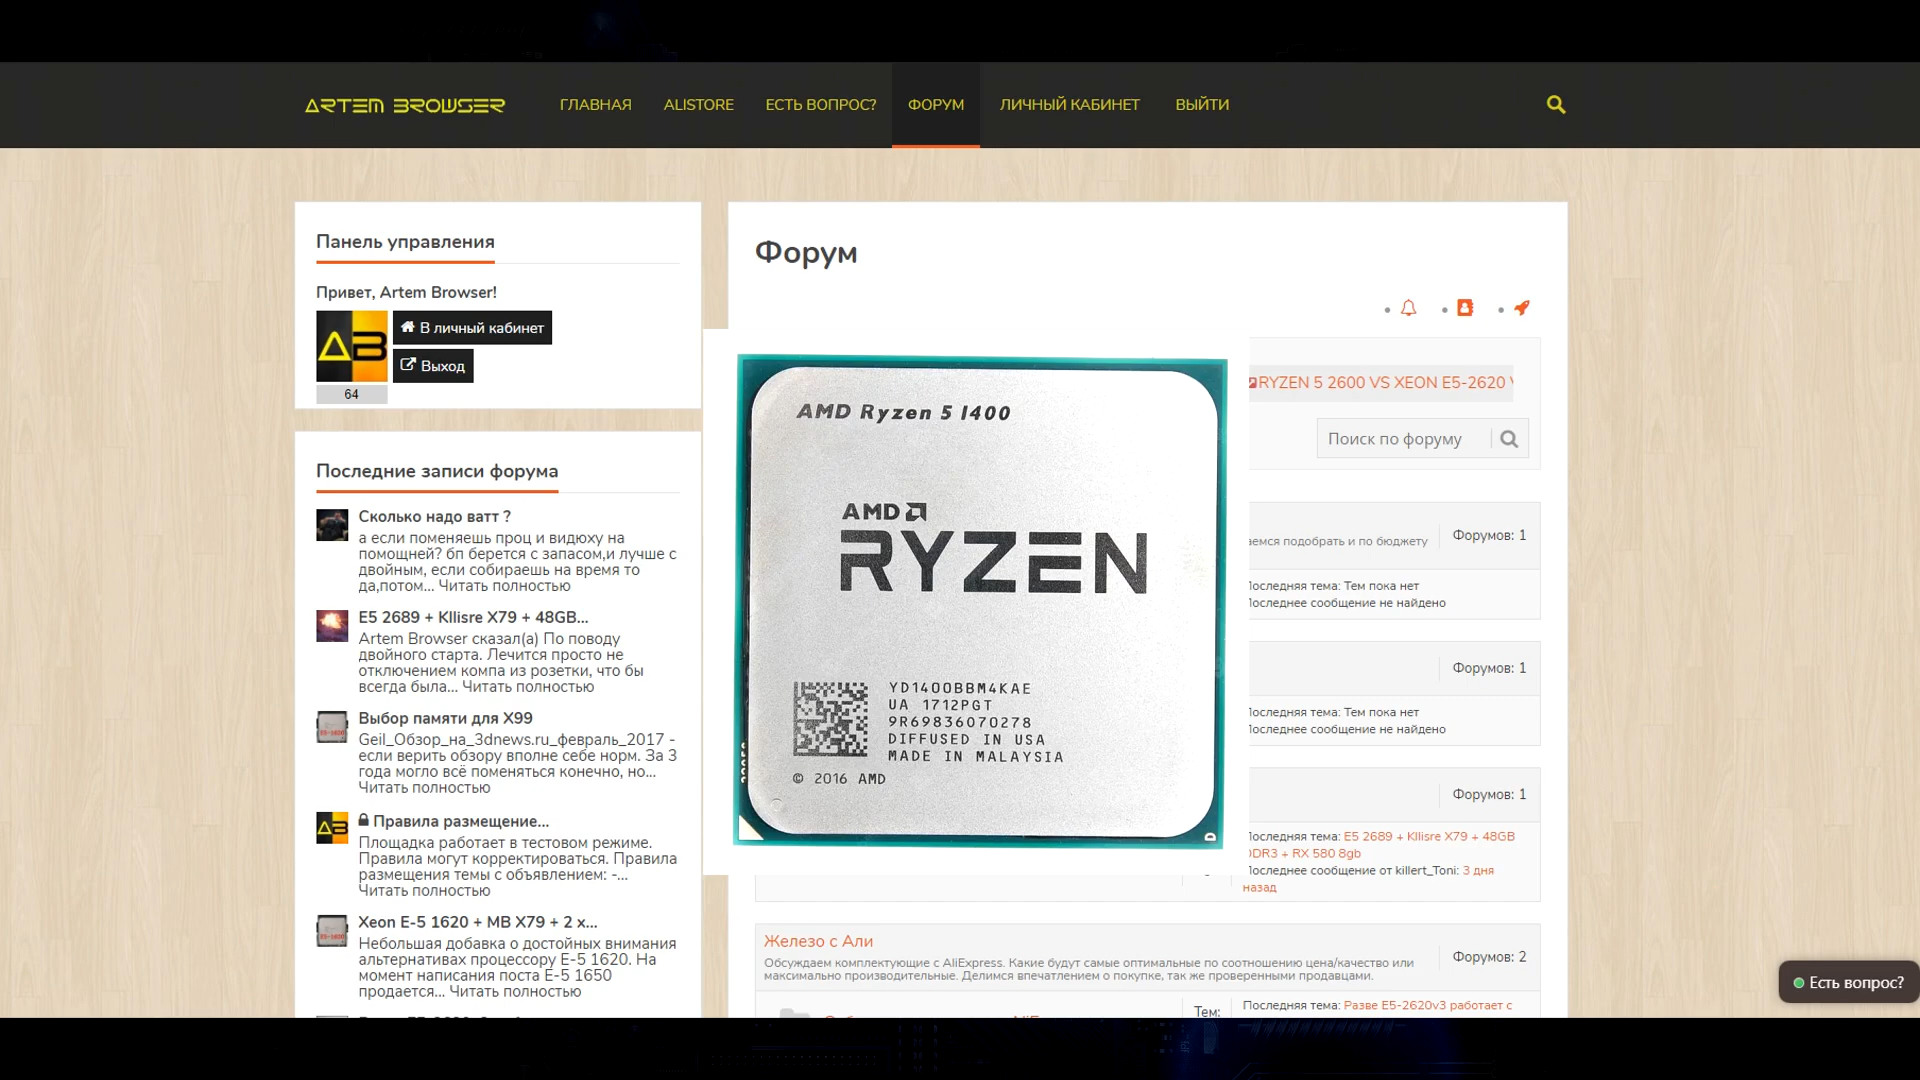 ARTEM BROWSER
ГЛАВНАЯ
ALISTORE
ЕСТЬ ВОПРОС?
ФОРУМ
ЛИЧНЫЙ КАБИНЕТ
ВЫЙТИ
Панель управления
Привет, Artem Browser!
AB
В личный кабинет
Выход
64
Последние записи форума
Сколько надо ватт ?
а если поменяешь проц и видюху на
помощней? бп берется с запасом,и лучше с
двойным, если собираешь на время то
да,потом... Читать полностью
E5 2689 + Kllisre X79 + 48GB...
Artem Browser сказал(а) По поводу
двойного старта. Лечится просто не
отключением компа из розетки, что бы
всегда была... Читать полностью
Выбор памяти для X99
Geil_Обзор_на_3dnews.ru_февраль_2017 -
если верить обзору вполне себе норм. За 3
года могло всё поменяться конечно, но...
Читать полностью
AB
Правила размещение...
Площадка работает в тестовом режиме.
Правила могут корректироваться. Правила
размещения темы с объявлением: -...
Читать полностью
Xeon E-5 1620 + MB X79 + 2 x...
Небольшая добавка о достойных внимания
альтернативах процессору E-5 1620. На
момент написания поста E-5 1650
продается... Читать полностью
Форум
AMD Ryzen 5 1400
AMD
RYZEN
YD1400BBM4KAE
UA 1712PGT
9R69836070278
DIFFUSED IN USA
MADE IN MALAYSIA
© 2016 AMD
D
RYZEN 5 2600 VS XEON E5-2620 V
Поиск по форуму
аемся подобрать и по бюджету
Форумов: 1
Последняя тема: Тем пока нет
Последнее сообщение не найдено
Форумов: 1
Последняя тема: Тем пока нет
Последнее сообщение не найдено
Форумов: 1
Последняя тема: E5 2689 + Kllisre X79 + 48GB
DDR3 + RX 580 8gb
Последнее сообщение от killert_Toni: 3 дня
назад
Железо с Али
Обсуждаем комплектующие с AliExpress. Какие будут самые оптимальные по соотношению цена/качество или
максимально производительные. Делимся впечатлением о покупке, так же проверенными продавцами.
Форумов: 2
Тем:
Последняя тема: Разве E5-2620v3 работает с
Есть вопрос?